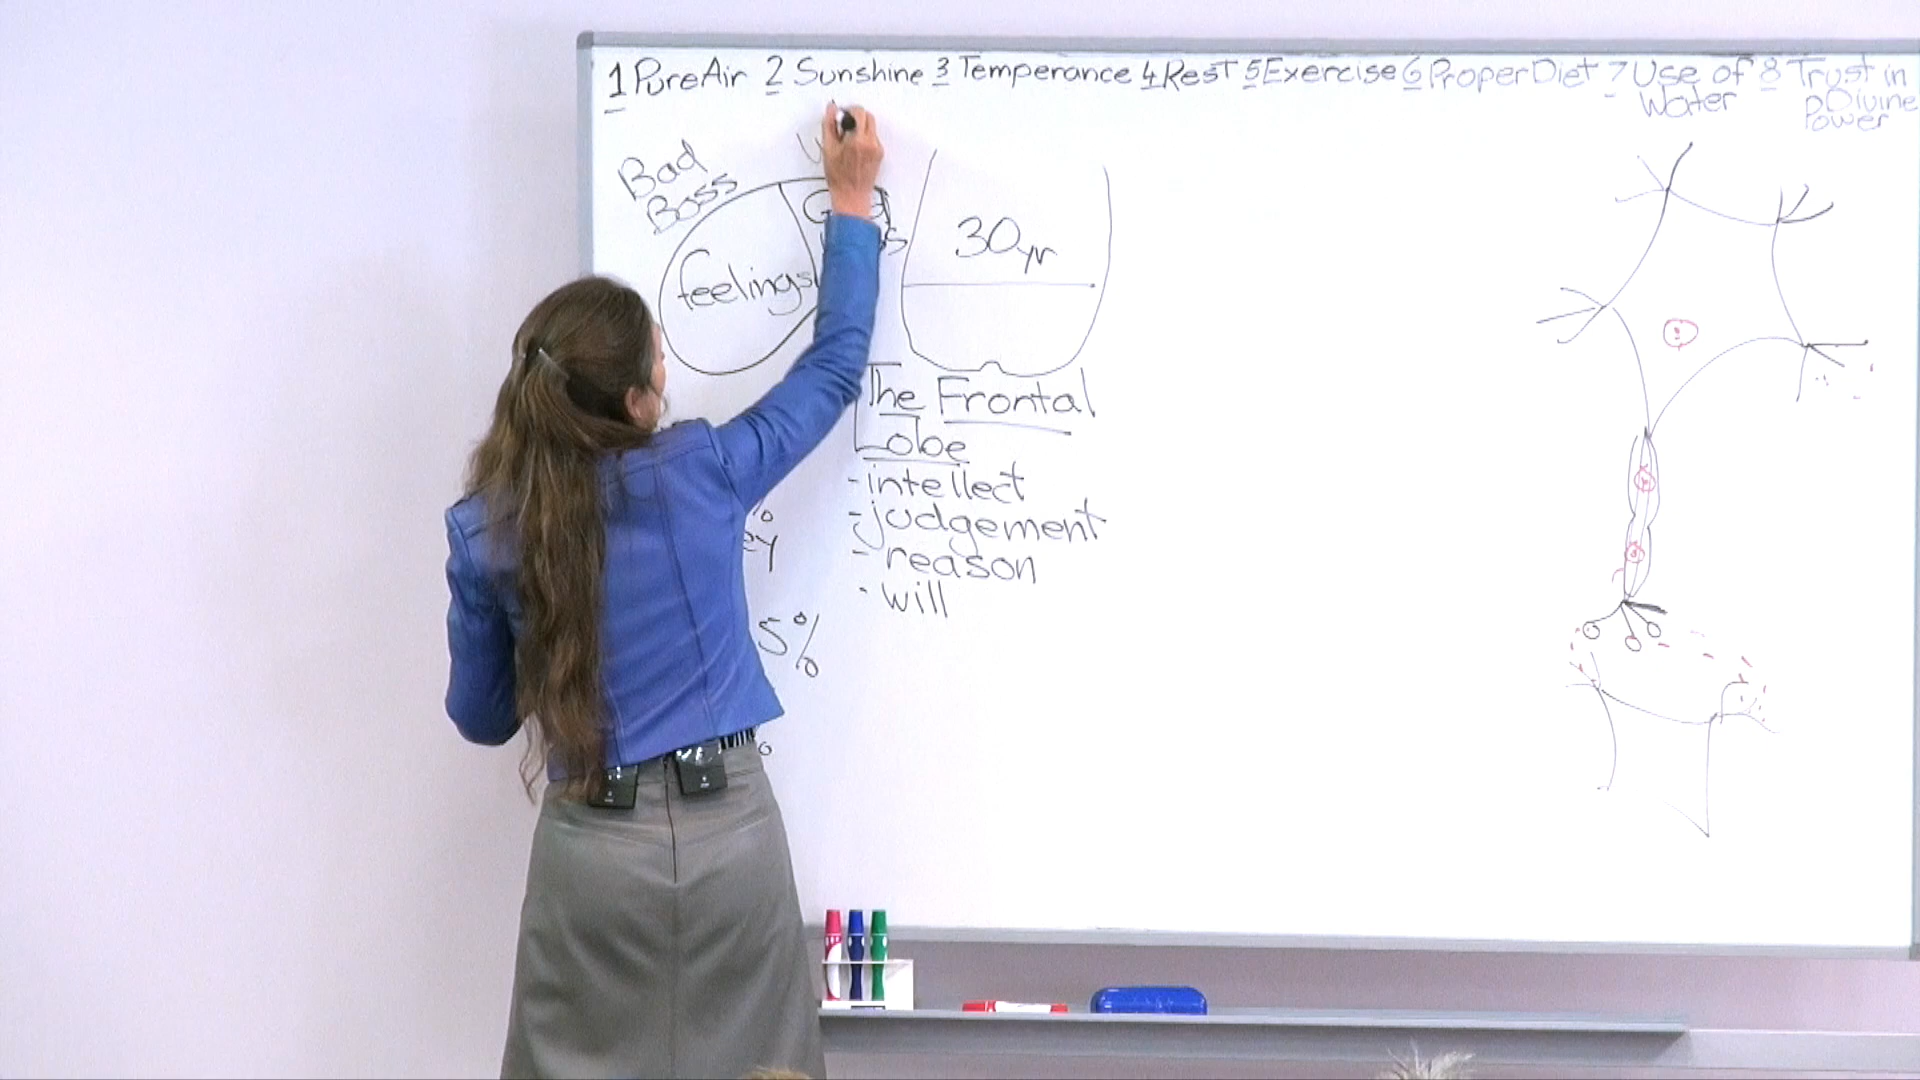 1 Pure Air 2 Sunshine 3 Temperance 4 Rest 5 Exercise 6 Proper Diet 7 Use of Water 8 Trust in Divine Power
Bad
Boss
feelings
30yr
The Frontal
Lobe
- intellect
- judgement
- reason
- will
5%